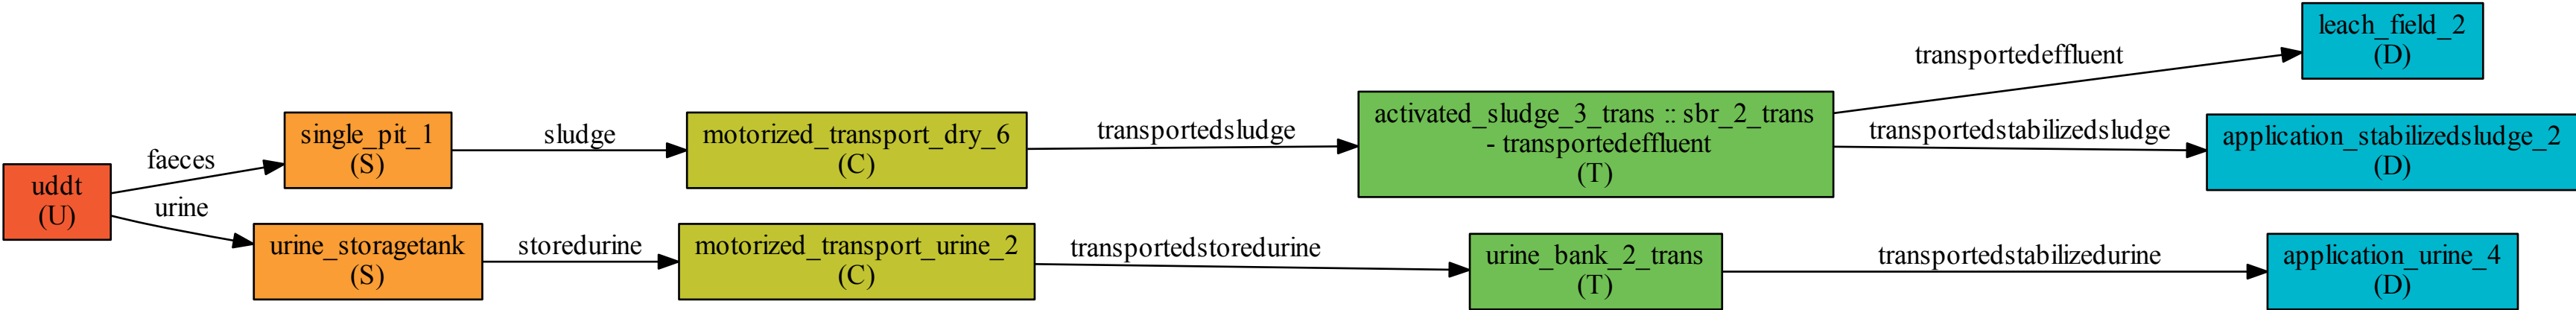 uddt
(U)
faeces
urine
single_pit_1
(S)
urine_storagetank
(S)
sludge
storedurine
motorized_transport_dry_6
(C)
motorized_transport_urine_2
(C)
transportedsludge
transportedstoredurine
activated_sludge_3_trans :: sbr_2_trans
- transportedeffluent
(T)
urine_bank_2_trans
(T)
transportedeffluent
transportedstabilizedsludge
transportedstabilizedurine
leach_field_2
(D)
application_stabilizedsludge_2
(D)
application_urine_4
(D)